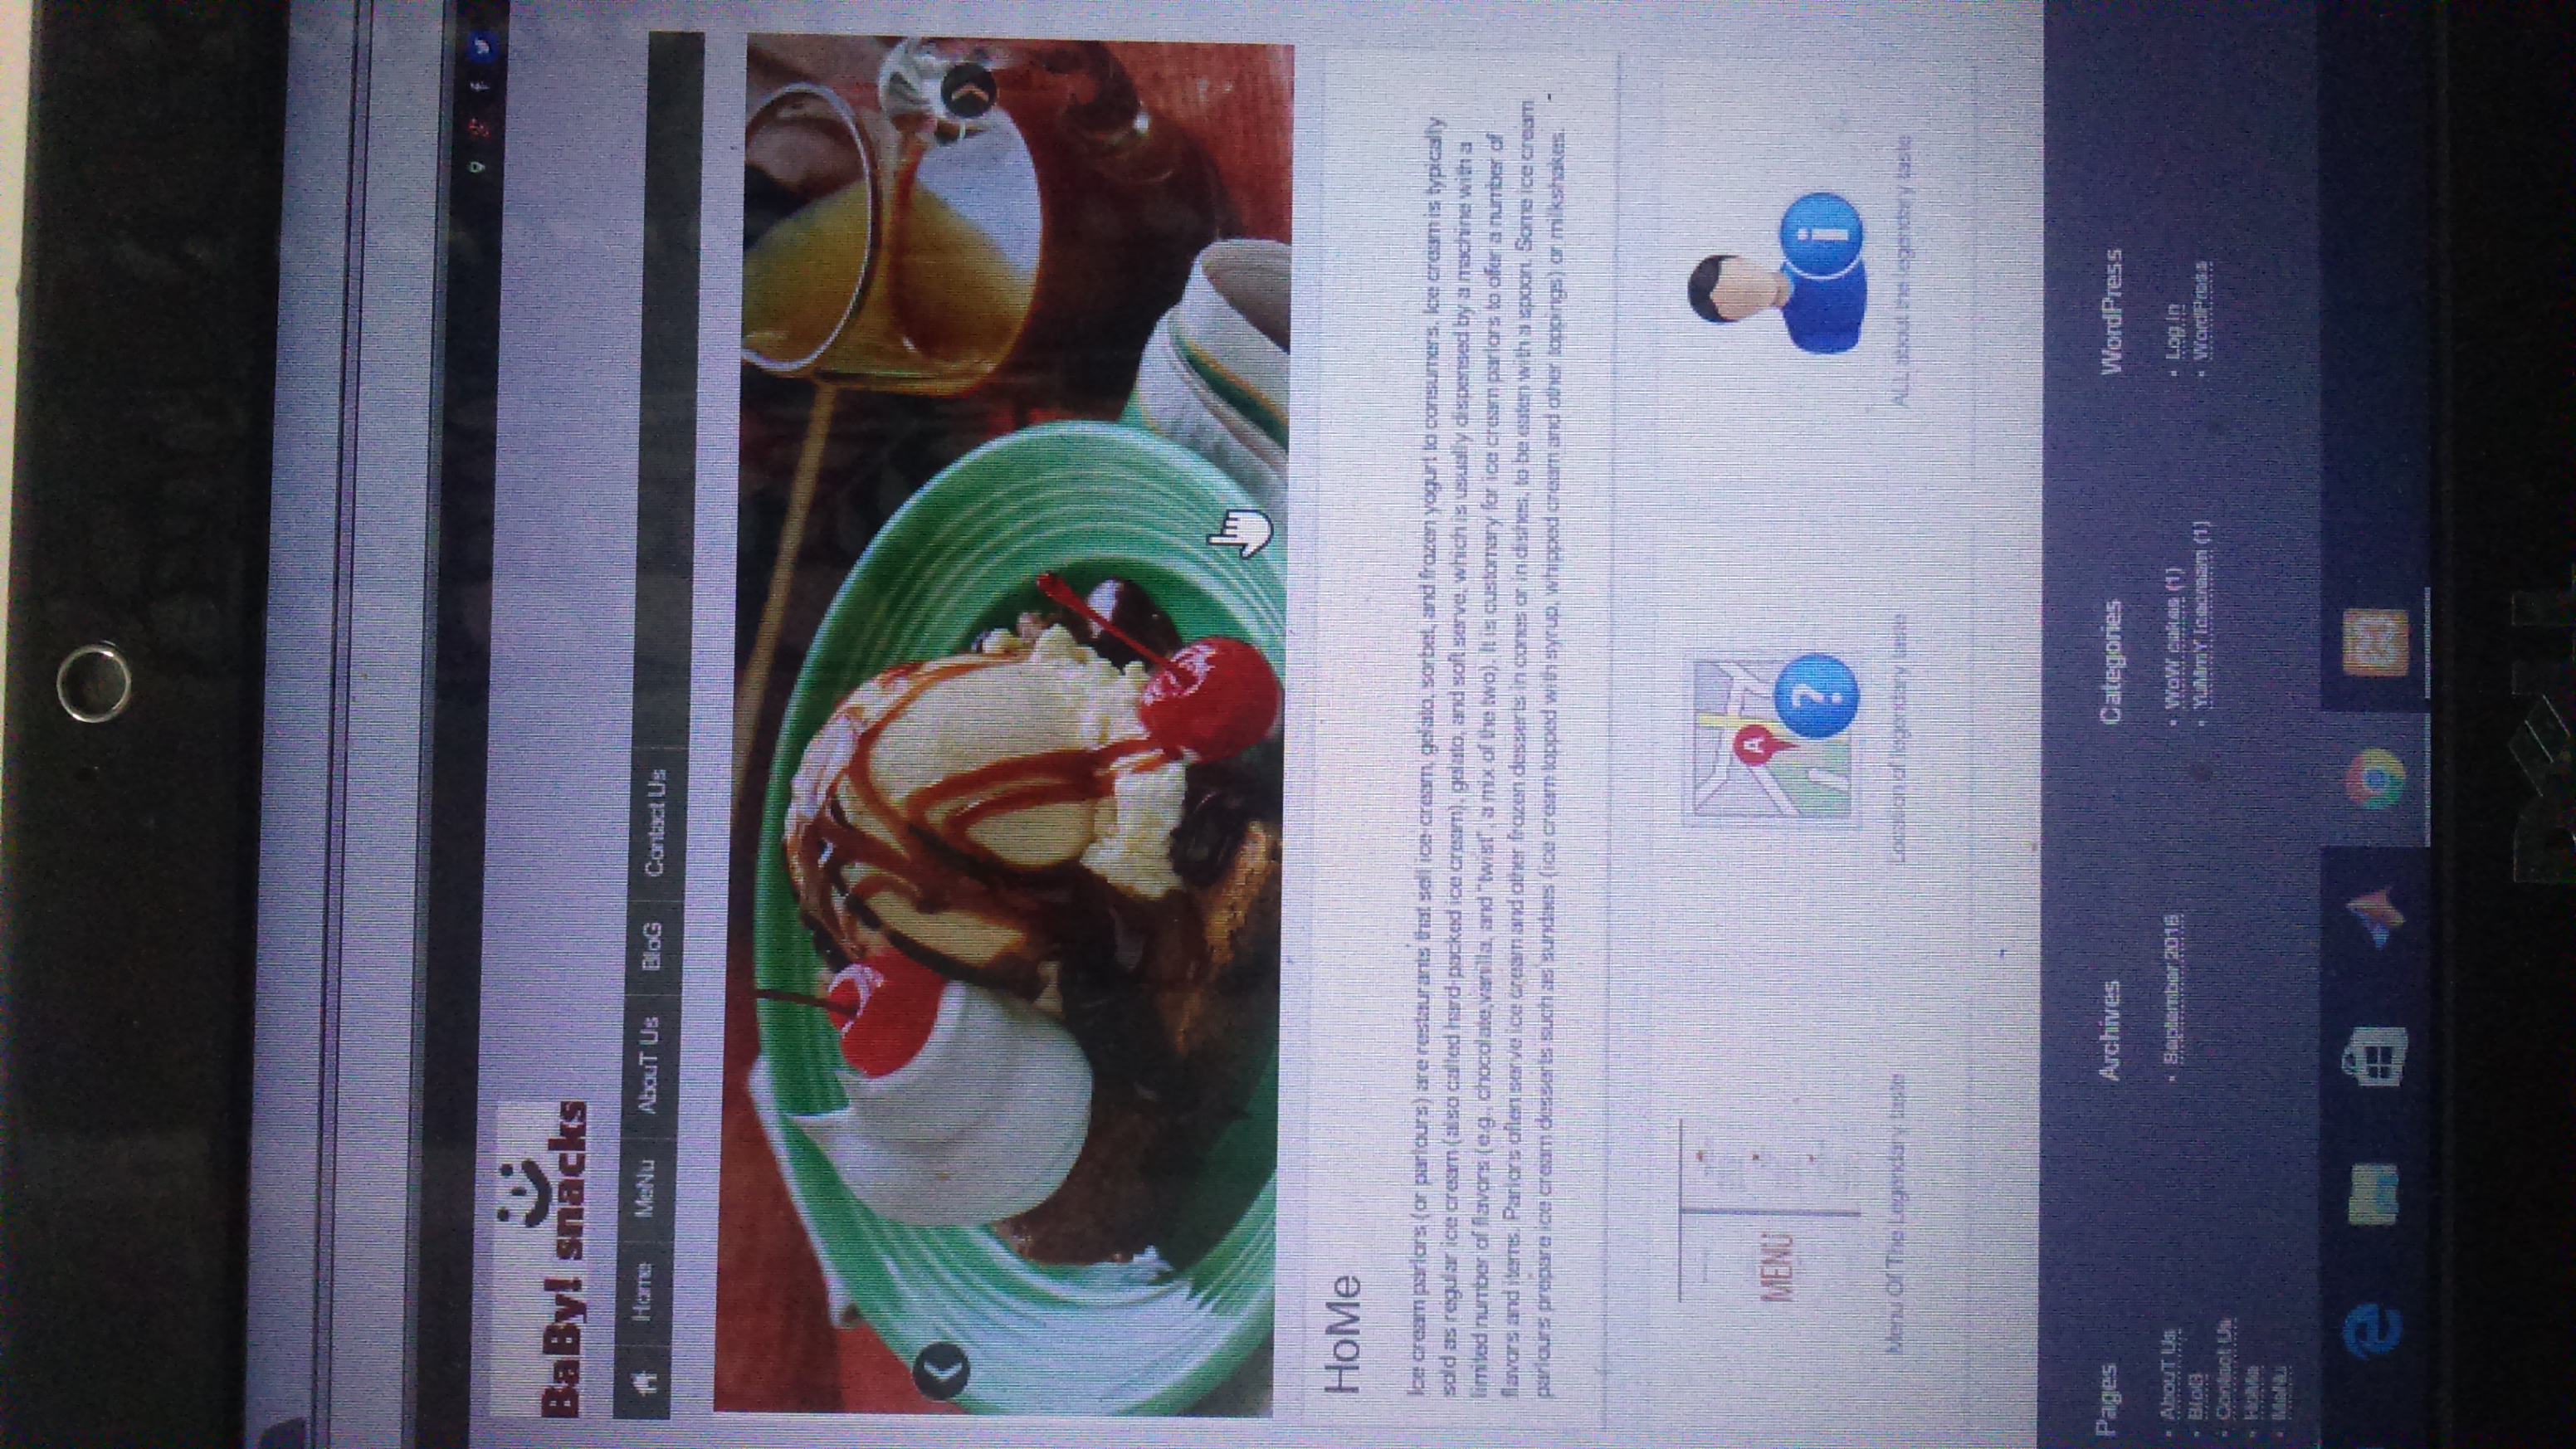 BaBy! snacks
Home MeNu AbouT Us BloG Contact Us
HoMe
Ice cream parlors (or parlours) are restaurants that sell ice-cream, gelato, sorbet, and frozen yogurt to consumers. Ice cream is typically
sold as regular ice cream (also called hard-packed ice cream), gelato, and soft serve, which is usually dispensed by a machine with a
limited number of flavors (e.g., chocolate,vanilla, and "twist", a mix of the two). It is customary for ice cream parlors to offer a number of
flavors and items. Parlors often serve ice cream and other frozen desserts in cones or in dishes, to be eaten with a spoon. Some ice cream
parlours prepare ice cream desserts such as sundaes (ice cream topped with syrup, whipped cream and other toppings) or milkshakes.
MENU
A
?
i
Menu Of The Legendary taste
Location of legendary taste
ALL about the legendary taste
Pages Archives Categories WordPress
AbouT Us September 2016 WoW cakes (1) Log in
BloG YuMmY Icecream (1) WordPress
Contact Us
HoMe
MeNu
DELL